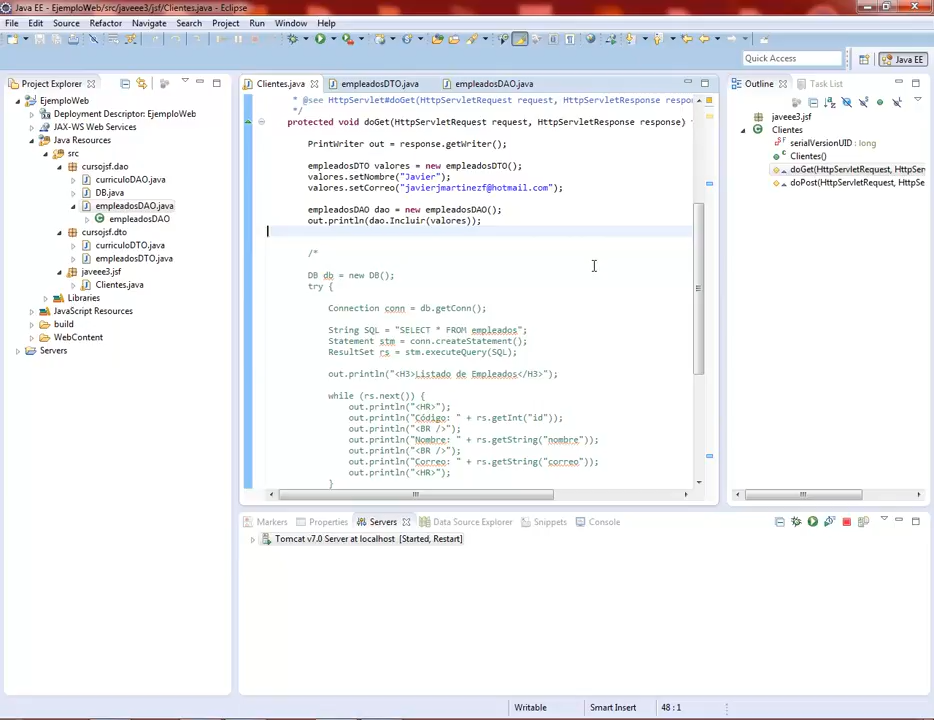 Java EE - EjemploWeb/src/javeee3/jsf/Clientes.java - Eclipse
File Edit Source Refactor Navigate Search Project Run Window Help
Quick Access
Java EE
Project Explorer
EjemploWeb
Deployment Descriptor: EjemploWeb
JAX-WS Web Services
Java Resources
src
cursojsf.dao
curriculoDAO.java
DB.java
empleadosDAO.java
empleadosDAO
cursojsf.dto
curriculoDTO.java
empleadosDTO.java
javeee3.jsf
Clientes.java
Libraries
JavaScript Resources
build
WebContent
Servers
Clientes.java empleadosDTO.java empleadosDAO.java
* @see HttpServlet#doGet(HttpServletRequest request, HttpServletResponse respo
*/
protected void doGet(HttpServletRequest request, HttpServletResponse response)
PrintWriter out = response.getWriter();
empleadosDTO valores = new empleadosDTO();
valores.setNombre("Javier");
valores.setCorreo("javierjmartinezf@hotmail.com");
empleadosDAO dao = new empleadosDAO();
out.println(dao.Incluir(valores));
/*
DB db = new DB();
try {
Connection conn = db.getConn();
String SQL = "SELECT * FROM empleados";
Statement stm = conn.createStatement();
ResultSet rs = stm.executeQuery(SQL);
out.println("<H3>Listado de Empleados</H3>");
while (rs.next()) {
out.println("<HR>");
out.println("Código: " + rs.getInt("id"));
out.println("<BR />");
out.println("Nombre: " + rs.getString("nombre"));
out.println("<BR />");
out.println("Correo: " + rs.getString("correo"));
out.println("<HR>");
}
Outline Task List
javeee3.jsf
Clientes
serialVersionUID : long
Clientes()
doGet(HttpServletRequest, HttpSer
doPost(HttpServletRequest, HttpSe
Markers Properties Servers Data Source Explorer Snippets Console
Tomcat v7.0 Server at localhost [Started, Restart]
Writable Smart Insert 48 : 1